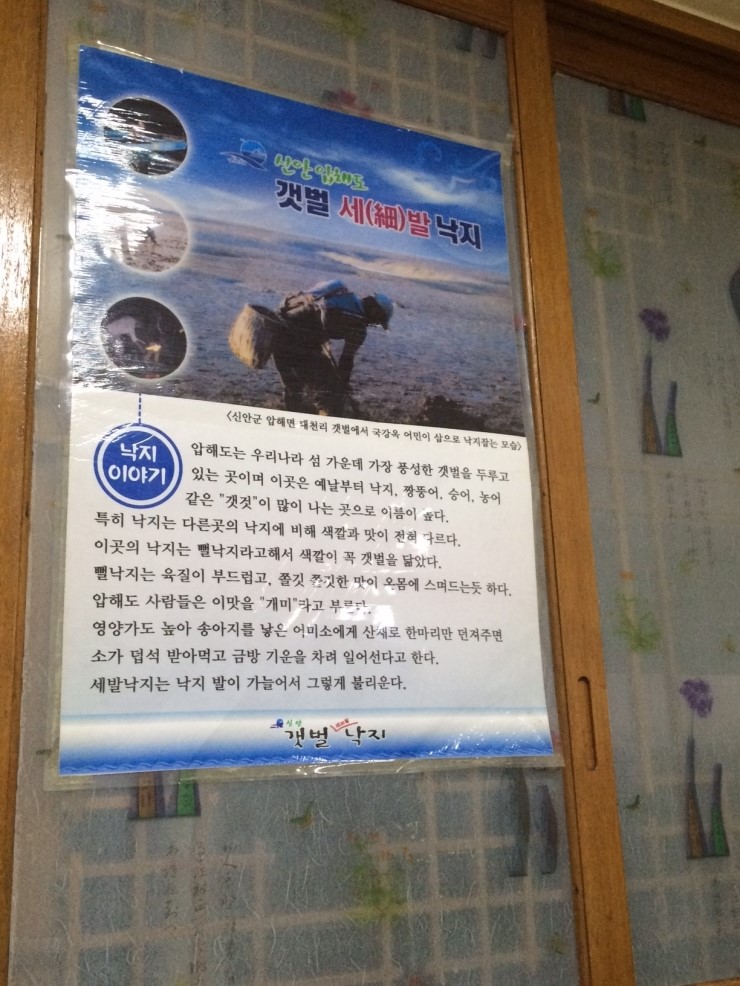 신안 압해도
갯벌 세(細)발 낙지
<신안군 압해면 대천리 갯벌에서 국강옥 어민이 삽으로 낙지잡는 모습>
낙지
이야기
압해도는 우리나라 섬 가운데 가장 풍성한 갯벌을 두루고
있는 곳이며 이곳은 예날부터 낙지, 짱뚱어, 숭어, 농어
같은 "갯것"이 많이 나는 곳으로 이름이 높다.
특히 낙지는 다른곳의 낙지에 비해 색깔과 맛이 전혀 다르다.
이곳의 낙지는 뻘낙지라고해서 색깔이 꼭 갯벌을 닮았다.
뻘낙지는 육질이 부드럽고, 쫄깃 쫄깃한 맛이 온몸에 스며드는듯 하다.
압해도 사람들은 이맛을 "개미"라고 부른다.
영양가도 높아 송아지를 낳은 어미소에게 산채로 한마리만 던져주면
소가 덥석 받아먹고 금방 기운을 차려 일어선다고 한다.
세발낙지는 낙지 발이 가늘어서 그렇게 불리운다.
신안
갯벌 낙지